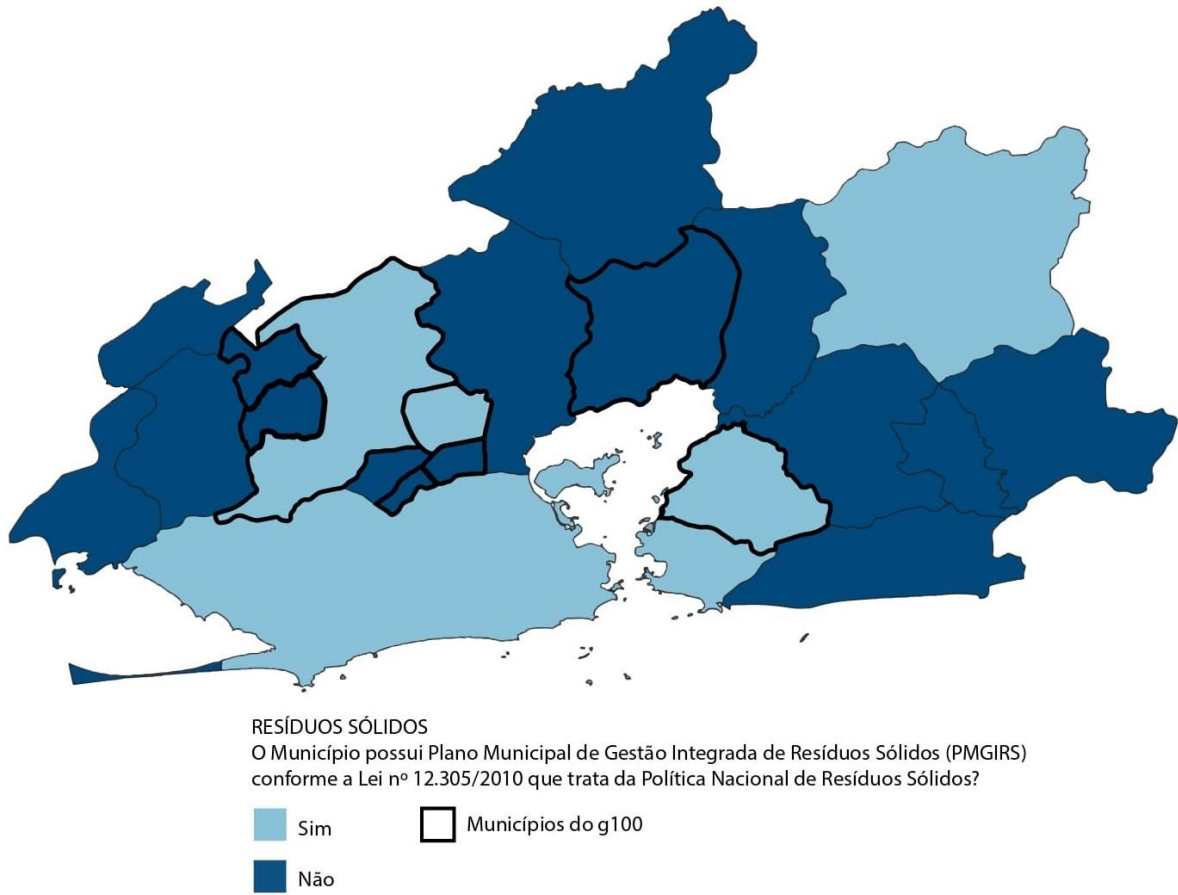 RESÍDUOS SÓLIDOS
O Município possui Plano Municipal de Gestão Integrada de Resíduos Sólidos (PMGIRS)
conforme a Lei nº 12.305/2010 que trata da Política Nacional de Resíduos Sólidos?
Sim
Municípios do g100
Não